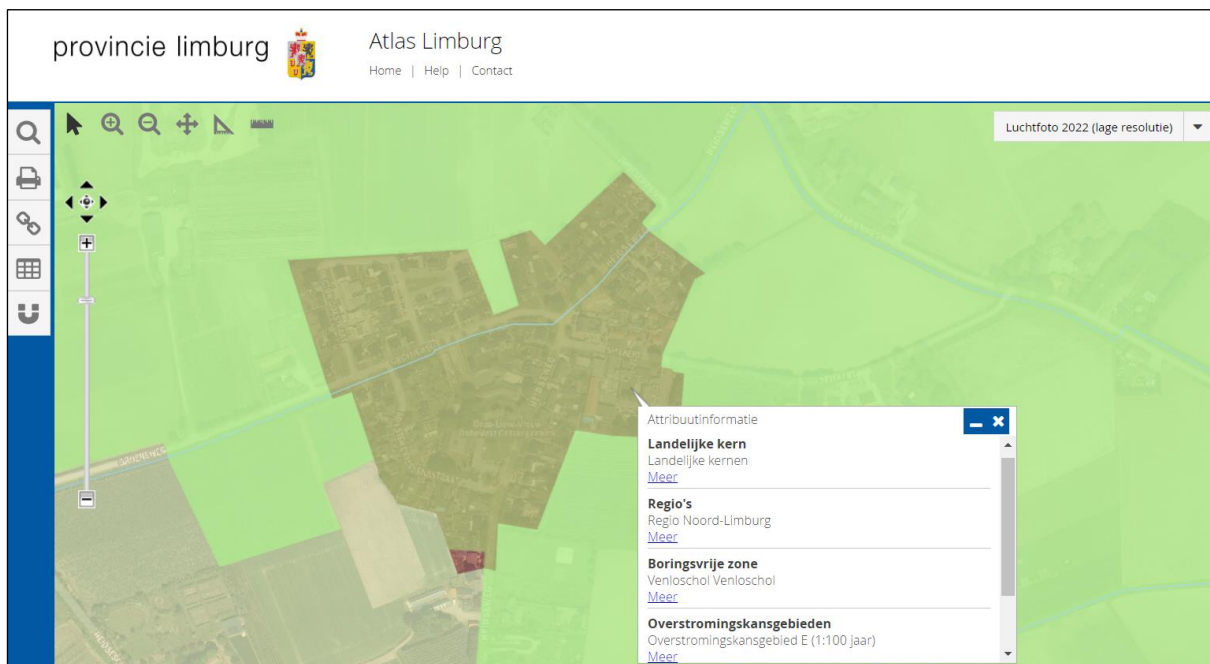 provincie limburg
Atlas Limburg
Home | Help | Contact
Luchtfoto 2022 (lage resolutie)
Attribuutinformatie
Landelijke kern
Landelijke kernen
Meer
Regio's
Regio Noord-Limburg
Meer
Boringsvrije zone
Venloschol Venloschol
Meer
Overstromingskansgebieden
Overstromingskansgebied E (1:100 jaar)
Meer